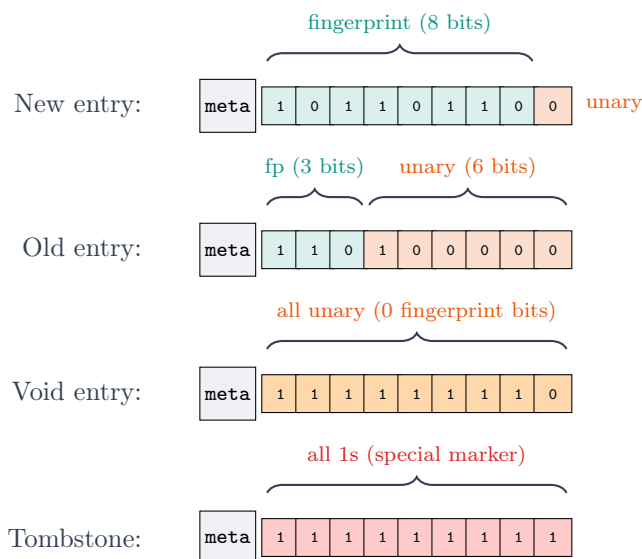 fingerprint (8 bits)
New entry: meta 1 0 1 1 0 1 1 0 0 unary
fp (3 bits) unary (6 bits)
Old entry: meta 1 1 0 1 0 0 0 0 0
all unary (0 fingerprint bits)
Void entry: meta 1 1 1 1 1 1 1 1 0
all 1s (special marker)
Tombstone: meta 1 1 1 1 1 1 1 1 1